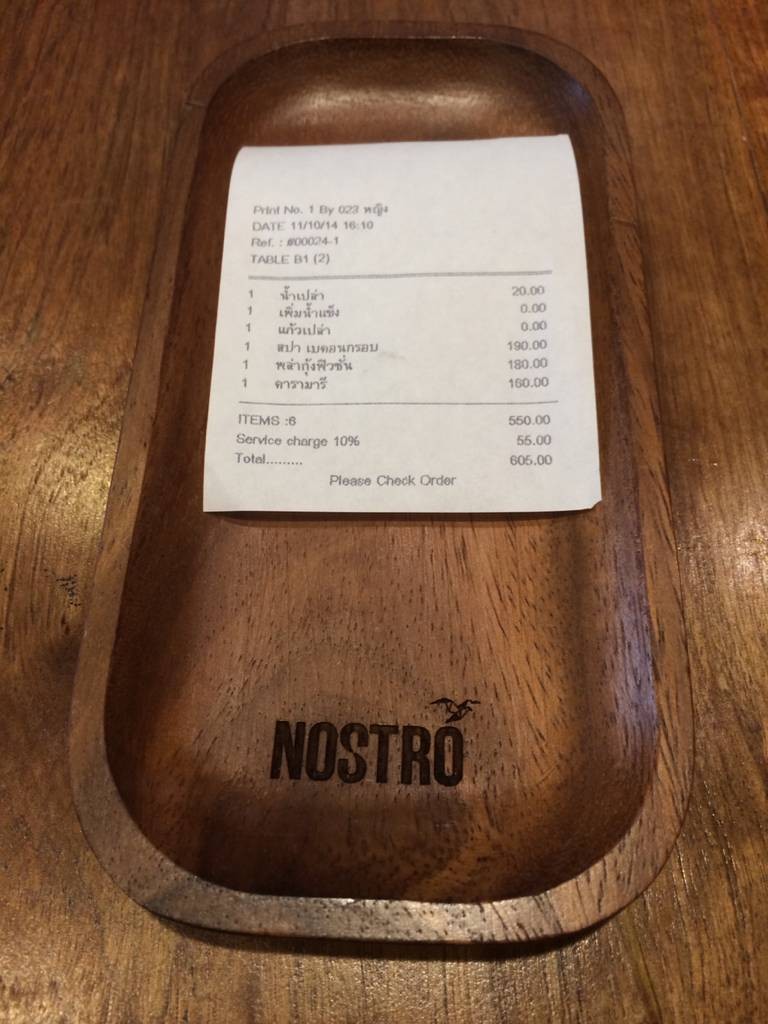 Print No. 1 By 023 หญิง
DATE 11/10/14 16:10
Ref. : #00024-1
TABLE B1 (2)
1 น้ำเปล่า 20.00
1 เพิ่มน้ำแข็ง 0.00
1 แก้วเปล่า 0.00
1 สปา เบคอนกรอบ 190.00
1 พล่ากุ้งฟิวชั่น 180.00
1 คารามารี 160.00
ITEMS :6 550.00
Service charge 10% 55.00
Total......... 605.00
Please Check Order
NOSTRO